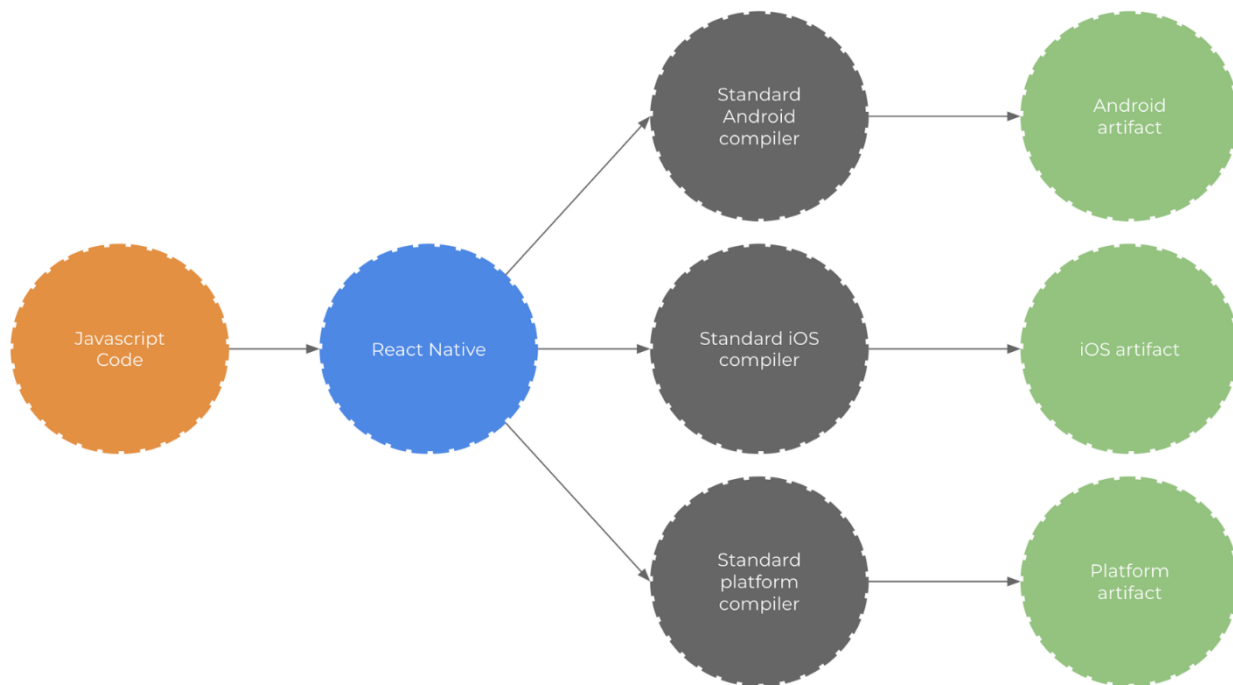 Standard
Android
compiler
Android
artifact
Javascript
Code
React Native
Standard iOS
compiler
iOS artifact
Standard
platform
compiler
Platform
artifact